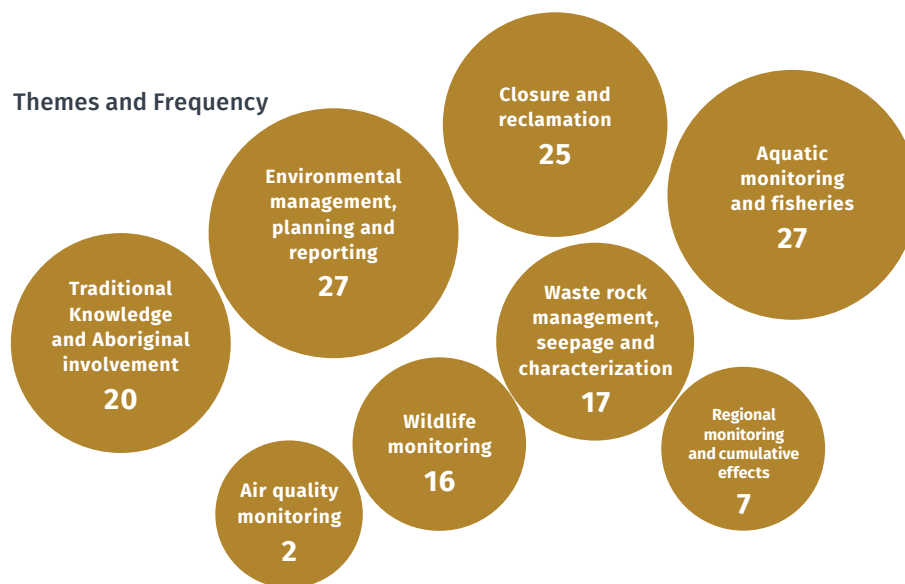 Themes and Frequency
Closure and
reclamation
25
Aquatic
monitoring
and fisheries
27
Environmental
management,
planning and
reporting
27
Traditional
Knowledge
and Aboriginal
involvement
20
Waste rock
management,
seepage and
characterization
17
Wildlife
monitoring
16
Regional
monitoring
and cumulative
effects
7
Air quality
monitoring
2